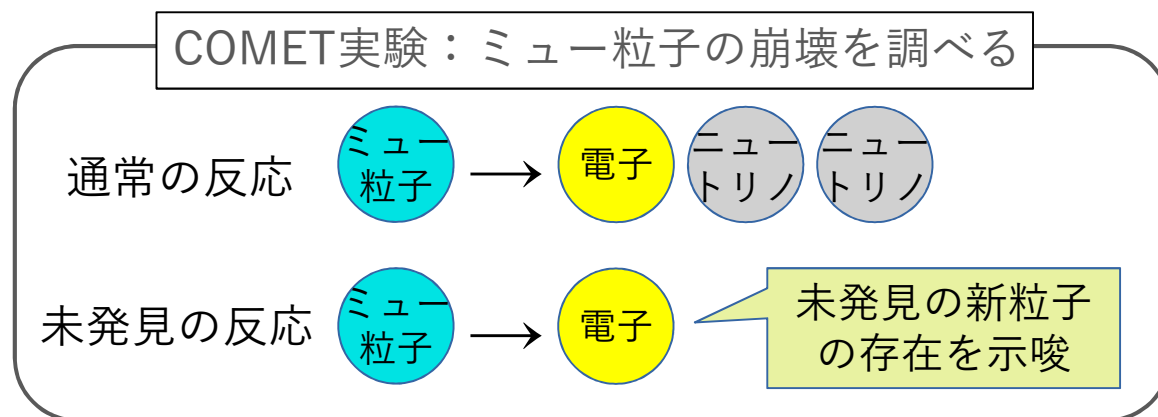 COMET実験：ミュー粒子の崩壊を調べる
通常の反応
ミュー
粒子
電子
ニュー
トリノ
ニュー
トリノ
未発見の反応
ミュー
粒子
電子
未発見の新粒子
の存在を示唆